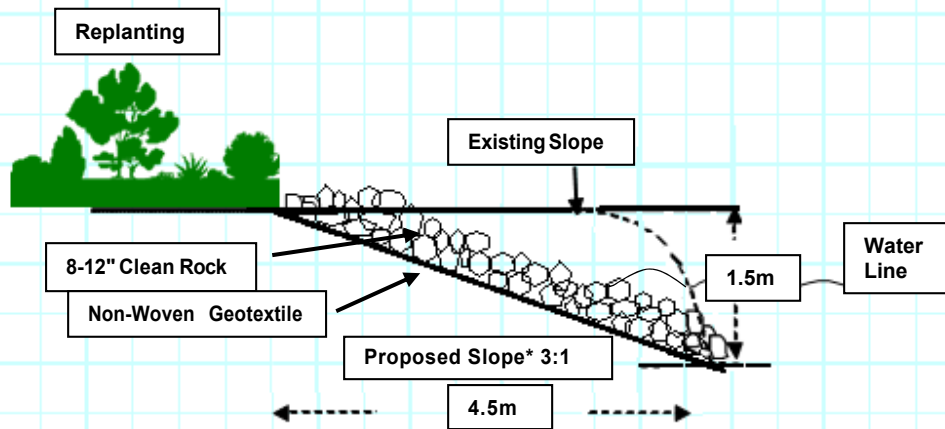 Replanting
Existing Slope
8-12" Clean Rock
Non-Woven Geotextile
Water
Line
1.5m
Proposed Slope* 3:1
4.5m